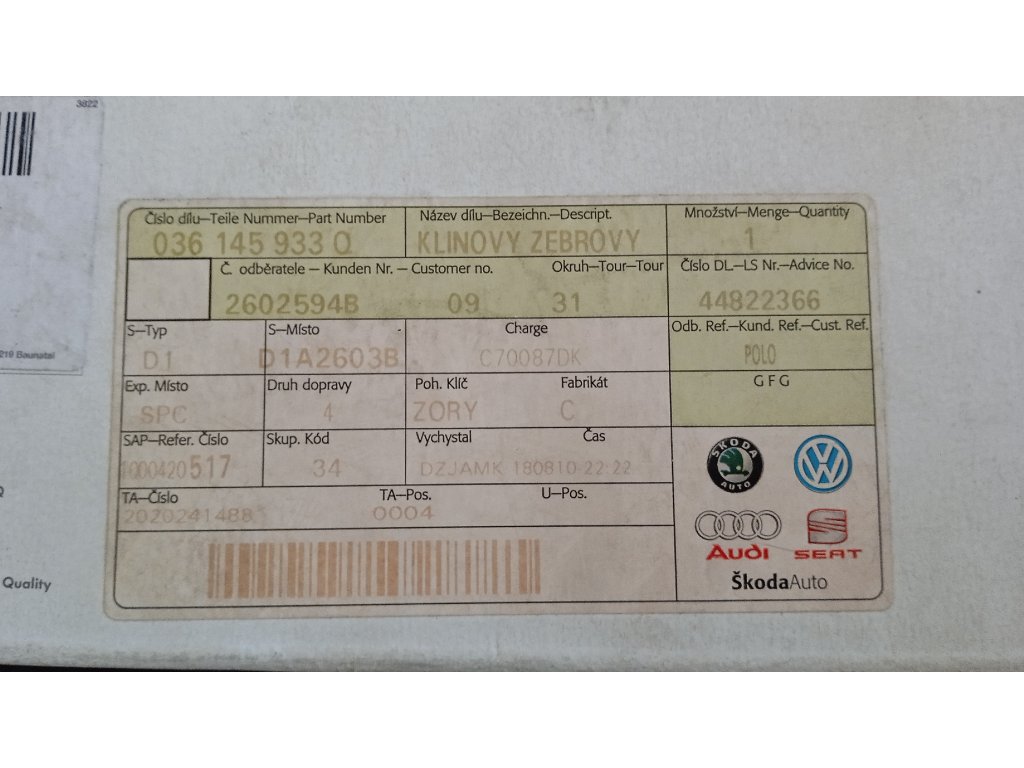 3822
Číslo dílu–Teile Nummer–Part Number
Název dílu–Bezeichn.–Descript.
Množství–Menge–Quantity
036 145 933 Q
KLINOVY ZEBROVY
1
Č. odběratele – Kunden Nr. – Customer no.
Okruh–Tour–Tour
Číslo DL.–LS Nr.–Advice No.
2602594B
09
31
44822366
S–Typ
S–Místo
Charge
Odb. Ref.–Kund. Ref.–Cust. Ref.
D1
D1A2603B
C70087DK
POLO
219 Baunatal
Exp. Místo
Druh dopravy
Poh. Klíč
Fabrikát
G F G
SPC
4
ZORY
C
SAP–Refer. Číslo
Skup. Kód
Vychystal
Čas
000420517
34
DZJAMK 180810 22:22
ŠKODA
AUTO
TA–Číslo
TA–Pos.
U–Pos.
2020241488
0004
Audi
SEAT
Quality
ŠkodaAuto